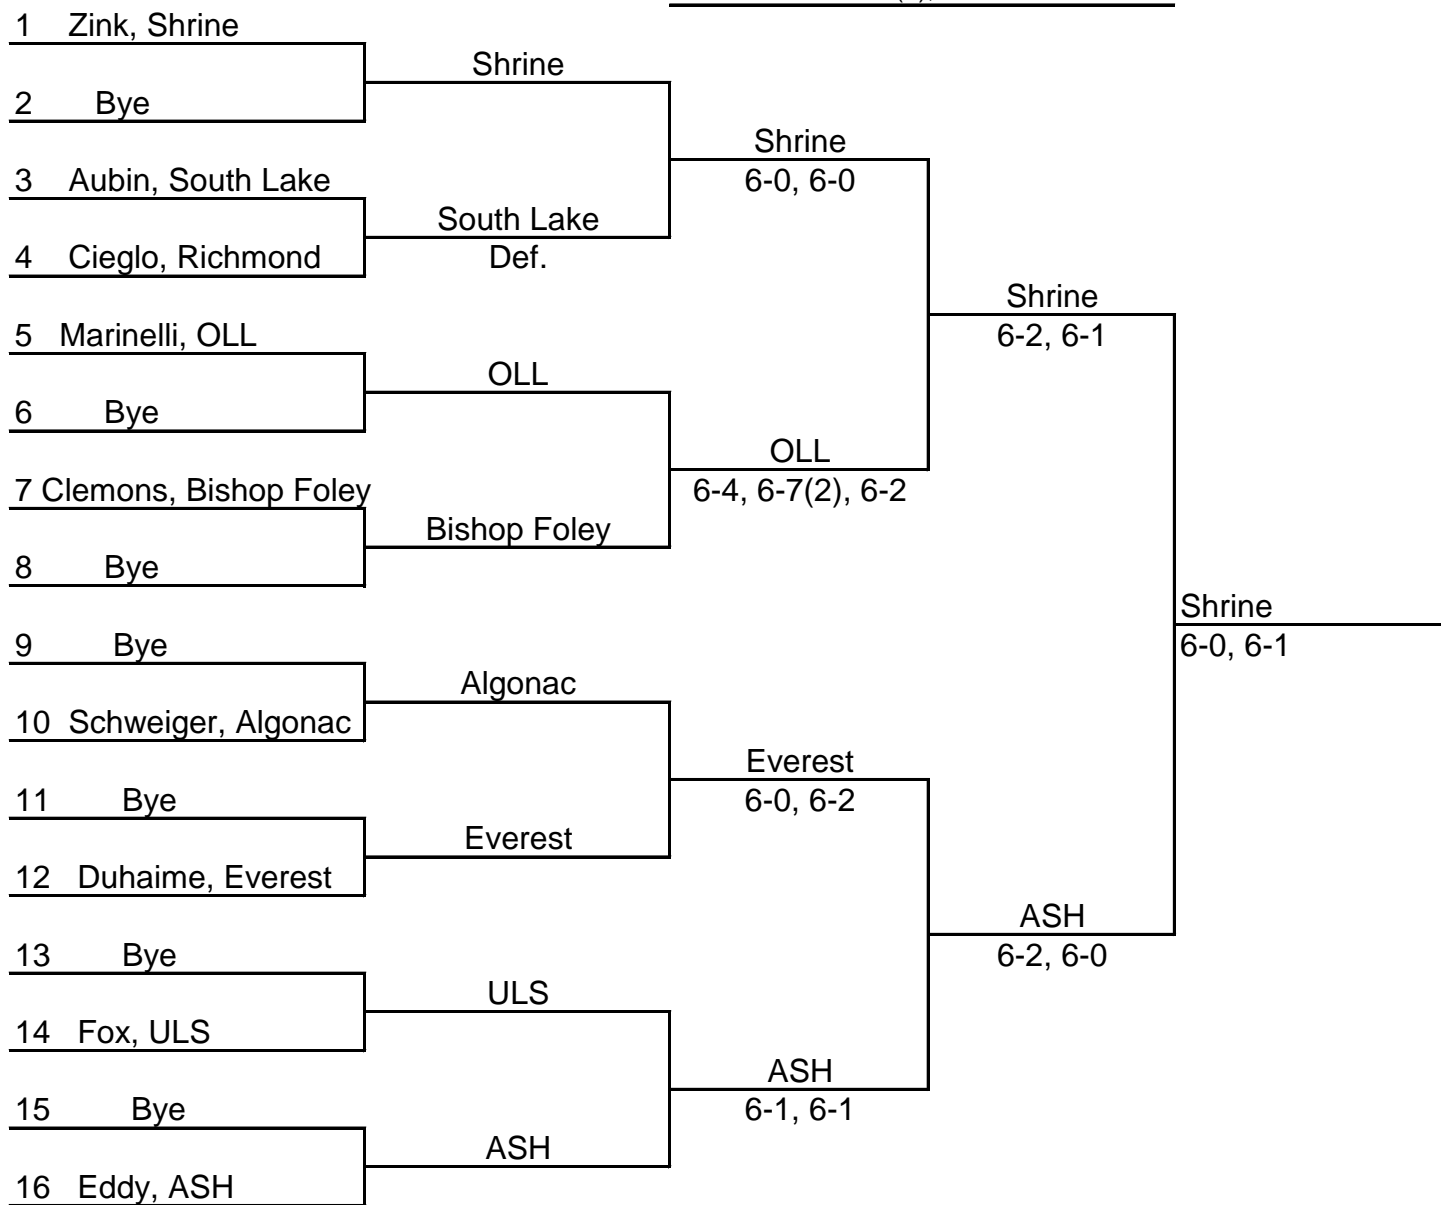 1 Zink, Shrine
Shrine
2 Bye
Shrine
6-0, 6-0
3 Aubin, South Lake
South Lake
Def.
4 Cieglo, Richmond
Shrine
6-2, 6-1
5 Marinelli, OLL
OLL
6 Bye
OLL
6-4, 6-7(2), 6-2
7 Clemons, Bishop Foley
Bishop Foley
8 Bye
Shrine
6-0, 6-1
9 Bye
Algonac
10 Schweiger, Algonac
Everest
6-0, 6-2
11 Bye
Everest
12 Duhaime, Everest
ASH
6-2, 6-0
13 Bye
ULS
14 Fox, ULS
ASH
6-1, 6-1
15 Bye
ASH
16 Eddy, ASH